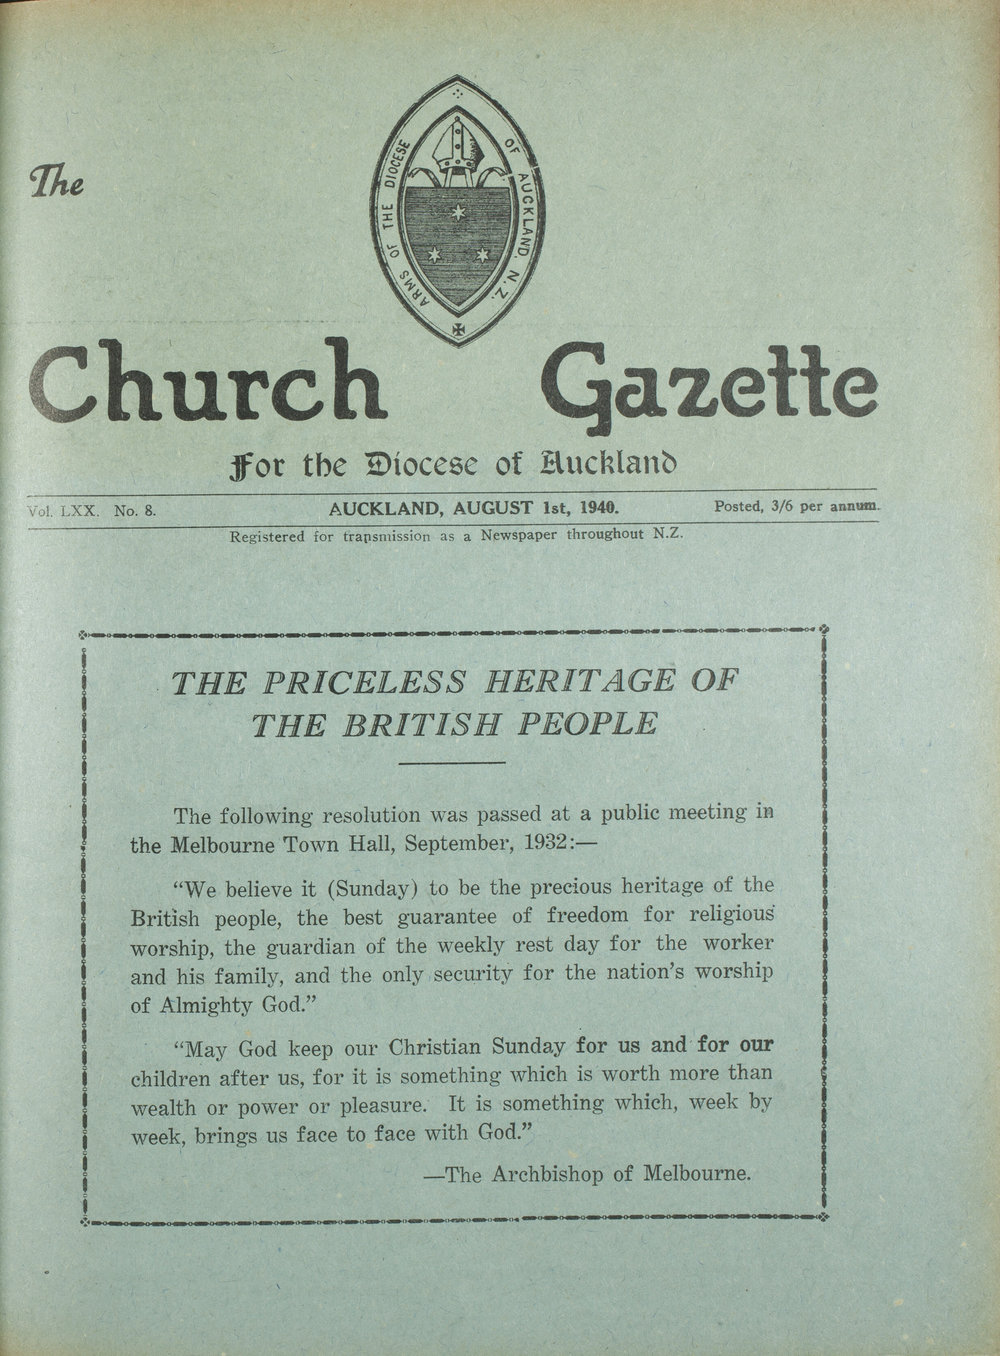 The
ARMS OF THE DIOCESE OF AUCKLAND, N.Z.
Church Gazette
For the Diocese of Auckland
Vol. LXX. No. 8. AUCKLAND, AUGUST 1st, 1940. Posted, 3/6 per annum.
Registered for transmission as a Newspaper throughout N.Z.
THE PRICELESS HERITAGE OF
THE BRITISH PEOPLE
The following resolution was passed at a public meeting in
the Melbourne Town Hall, September, 1932:—
“We believe it (Sunday) to be the precious heritage of the
British people, the best guarantee of freedom for religious
worship, the guardian of the weekly rest day for the worker
and his family, and the only security for the nation’s worship
of Almighty God.”
“May God keep our Christian Sunday for us and for our
children after us, for it is something which is worth more than
wealth or power or pleasure. It is something which, week by
week, brings us face to face with God.”
—The Archbishop of Melbourne.